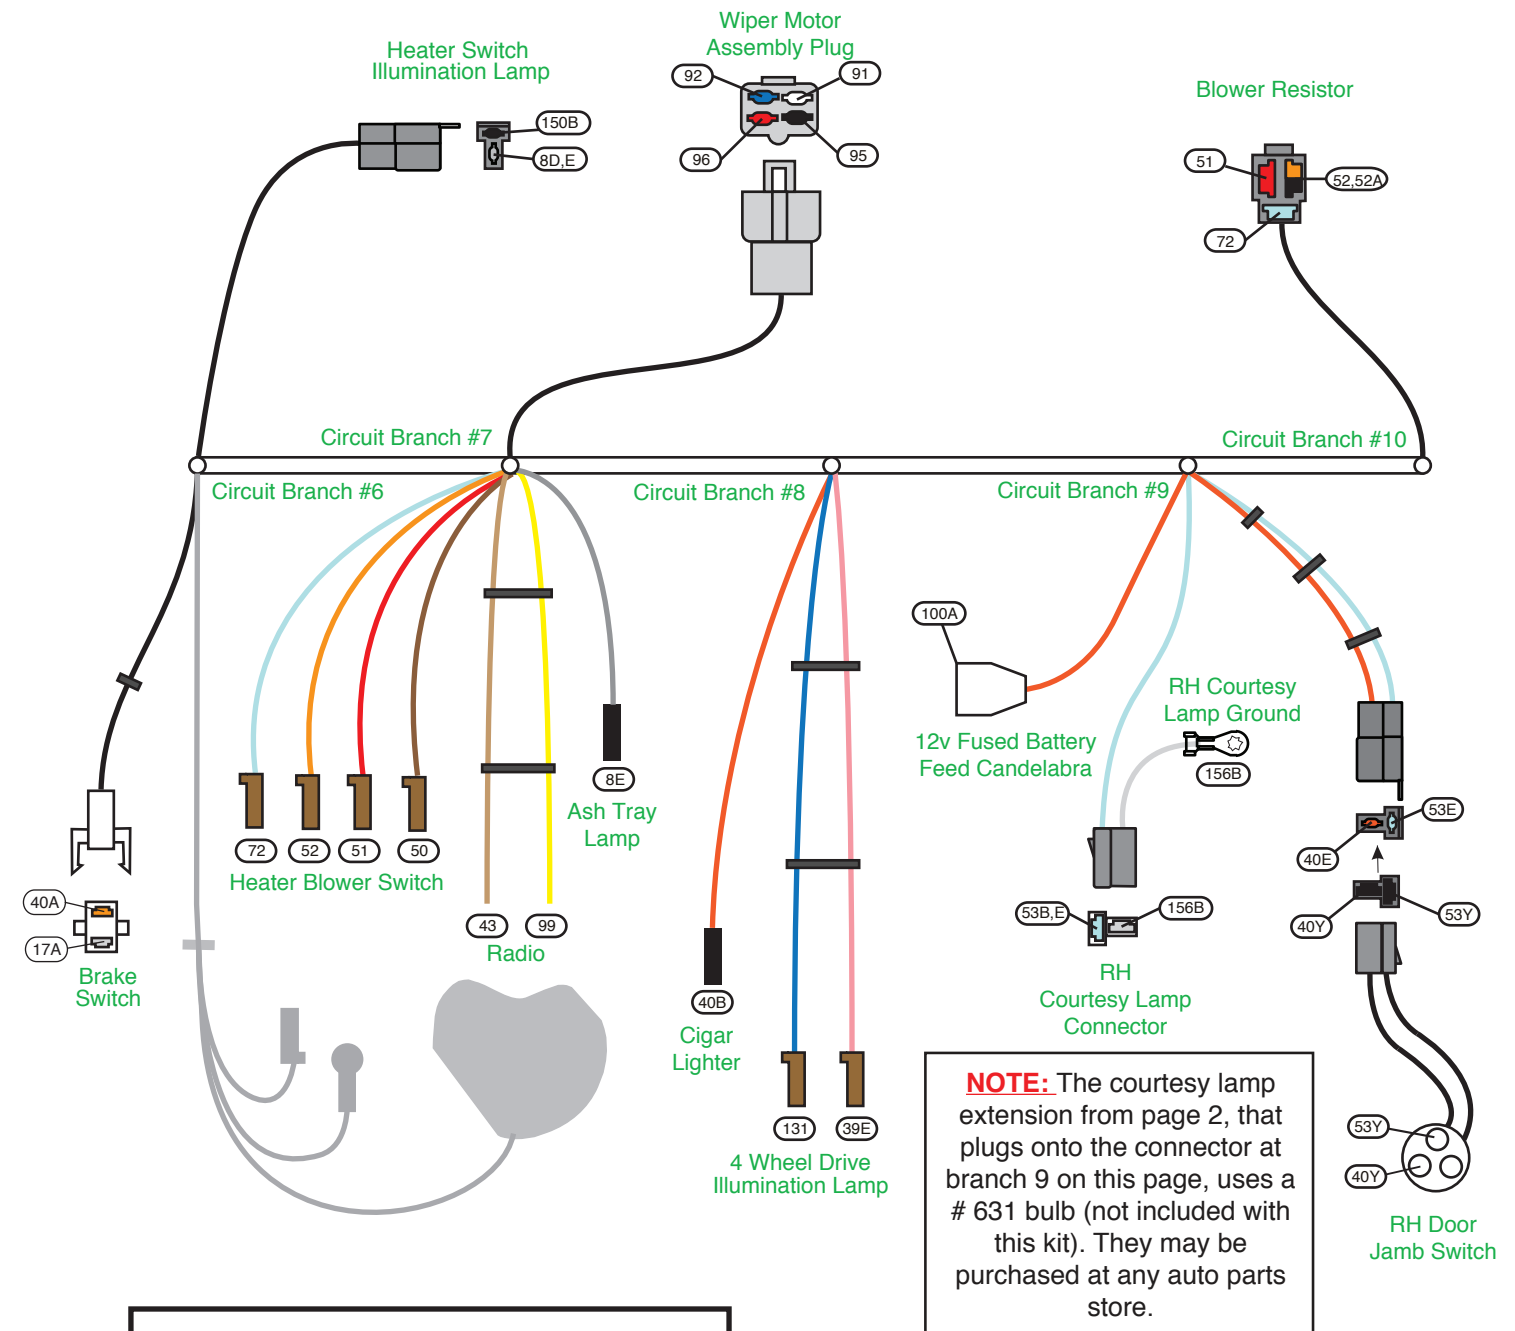 Heater Switch
Illumination Lamp
150B
8D,E
Wiper Motor
Assembly Plug
92
91
96
95
Blower Resistor
51
52,52A
72
Circuit Branch #7
Circuit Branch #10
Circuit Branch #6
Circuit Branch #8
Circuit Branch #9
40A
17A
Brake
Switch
72
52
51
50
Heater Blower Switch
43
99
Radio
8E
Ash Tray
Lamp
40B
Cigar
Lighter
131
39E
4 Wheel Drive
Illumination Lamp
100A
12v Fused Battery
Feed Candelabra
RH Courtesy
Lamp Ground
156B
53B,E
156B
RH
Courtesy Lamp
Connector
53E
40E
40Y
53Y
53Y
40Y
RH Door
Jamb Switch
NOTE: The courtesy lamp
extension from page 2, that
plugs onto the connector at
branch 9 on this page, uses a
# 631 bulb (not included with
this kit). They may be
purchased at any auto parts
store.